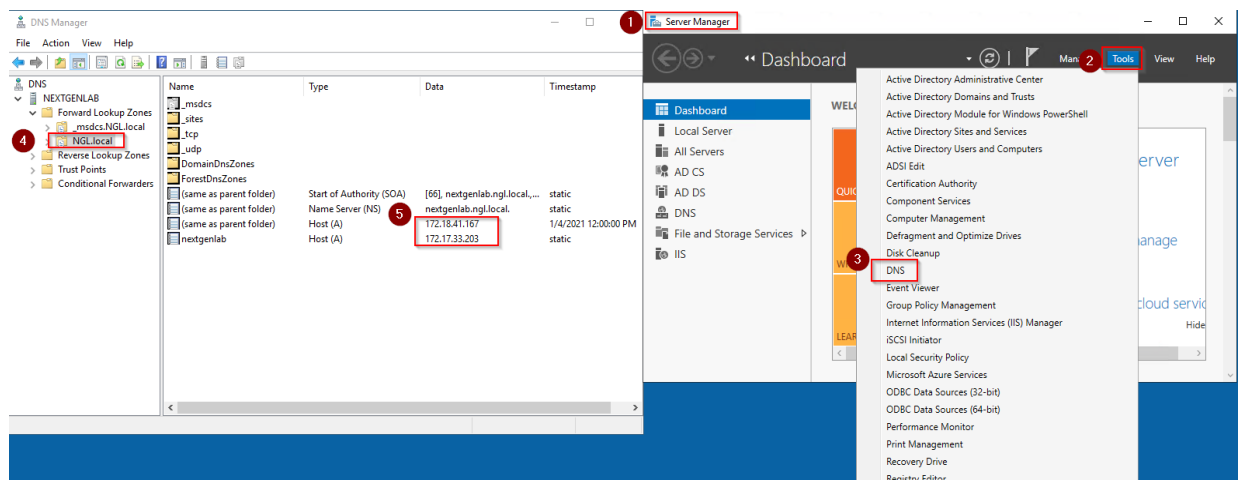 DNS Manager
File Action View Help
DNS
NEXTGENLAB
Forward Lookup Zones
_msdcs.NGL.local
4
NGL.local
Reverse Lookup Zones
Trust Points
Conditional Forwarders
Name Type Data Timestamp
_msdcs
_sites
_tcp
_udp
DomainDnsZones
ForestDnsZones
(same as parent folder) Start of Authority (SOA) [66], nextgenlab.ngl.local.,... static
(same as parent folder) Name Server (NS) nextgenlab.ngl.local. static
5
(same as parent folder) Host (A) 172.18.41.167 1/4/2021 12:00:00 PM
nextgenlab Host (A) 172.17.33.203 static
1
Server Manager
Dashboard
2 Tools View Help
Dashboard
Local Server
All Servers
AD CS
AD DS
DNS
File and Storage Services
IIS
Active Directory Administrative Center
Active Directory Domains and Trusts
Active Directory Module for Windows PowerShell
Active Directory Sites and Services
Active Directory Users and Computers
ADSI Edit
Certification Authority
Component Services
Computer Management
Defragment and Optimize Drives
Disk Cleanup
3
DNS
Event Viewer
Group Policy Management
Internet Information Services (IIS) Manager
iSCSI Initiator
Local Security Policy
Microsoft Azure Services
ODBC Data Sources (32-bit)
ODBC Data Sources (64-bit)
Performance Monitor
Print Management
Recovery Drive
Registry Editor
Hide